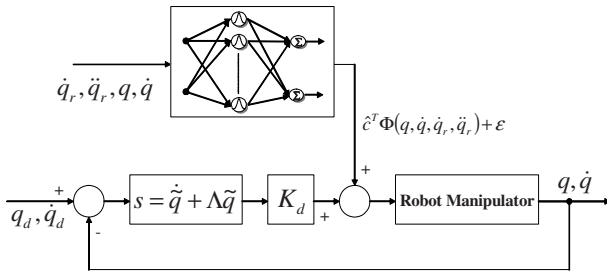 Σ
Σ
q̇_r, q̈_r, q, q̇
ĉ^T Φ(q, q̇, q̇_r, q̈_r) + ε
+
q_d, q̇_d
+
-
s = q̃̇ + Λq̃
K_d
+
Robot Manipulator
q, q̇